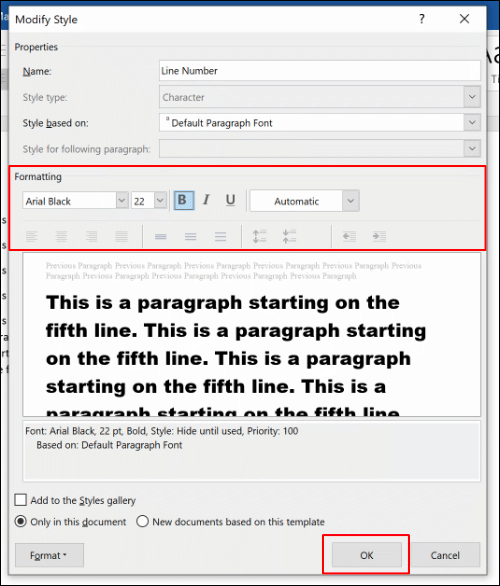 Ma
Modify Style ? ×
Properties
Name: Line Number
Style type: Character
Style based on: a Default Paragraph Font
Style for following paragraph:
Formatting
Arial Black 22 B I U Automatic
Previous Paragraph Previous Paragraph Previous Paragraph Previous Paragraph Previous Paragraph Previous
Paragraph Previous Paragraph Previous Paragraph Previous Paragraph Previous Paragraph
This is a paragraph starting on the
fifth line. This is a paragraph starting
on the fifth line. This is a paragraph
starting on the fifth line. This is a
paragraph starting on the fifth line.
Font: Arial Black, 22 pt, Bold, Style: Hide until used, Priority: 100
Based on: Default Paragraph Font
Add to the Styles gallery
Only in this document New documents based on this template
Format OK Cancel